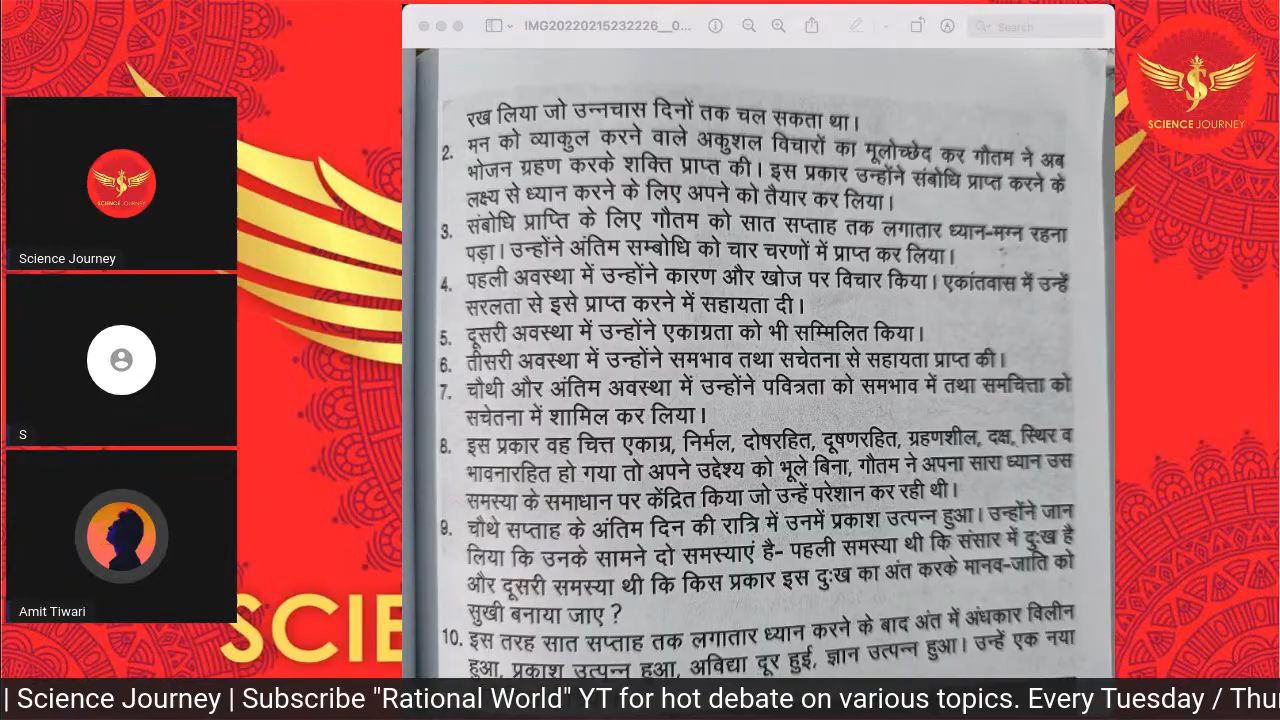 IMG20220215232226__0...
Search
SCIENCE JOURNEY
SCIENCE JOURNEY
Science Journey
S
Amit Tiwari
SCIE
रख लिया जो उन्नचास दिनों तक चल सकता था।
2. मन को व्याकुल करने वाले अकुशल विचारों का मूलोच्छेद कर गौतम ने अब
भोजन ग्रहण करके शक्ति प्राप्त की। इस प्रकार उन्होंने संबोधि प्राप्त करने के
लक्ष्य से ध्यान करने के लिए अपने को तैयार कर लिया।
3. संबोधि प्राप्ति के लिए गौतम को सात सप्ताह तक लगातार ध्यान-मग्न रहना
पड़ा। उन्होंने अंतिम सम्बोधि को चार चरणों में प्राप्त कर लिया।
4. पहली अवस्था में उन्होंने कारण और खोज पर विचार किया। एकांतवास में उन्हें
सरलता से इसे प्राप्त करने में सहायता दी।
5. दूसरी अवस्था में उन्होंने एकाग्रता को भी सम्मिलित किया।
6. तीसरी अवस्था में उन्होंने समभाव तथा सचेतना से सहायता प्राप्त की।
7. चौथी और अंतिम अवस्था में उन्होंने पवित्रता को समभाव में तथा समचित्ता को
सचेतना में शामिल कर लिया।
8. इस प्रकार वह चित्त एकाग्र, निर्मल, दोषरहित, दूषणरहित, ग्रहणशील, दक्ष, स्थिर व
भावनारहित हो गया तो अपने उद्देश्य को भूले बिना, गौतम ने अपना सारा ध्यान उस
समस्या के समाधान पर केंद्रित किया जो उन्हें परेशान कर रही थी।
9. चौथे सप्ताह के अंतिम दिन की रात्रि में उनमें प्रकाश उत्पन्न हुआ। उन्होंने जान
लिया कि उनके सामने दो समस्याएं है- पहली समस्या थी कि संसार में दु:ख है
और दूसरी समस्या थी कि किस प्रकार इस दु:ख का अंत करके मानव-जाति को
सुखी बनाया जाए ?
10. इस तरह सात सप्ताह तक लगातार ध्यान करने के बाद अंत में अंधकार विलीन
हुआ, प्रकाश उत्पन्न हुआ, अविद्या दूर हुई, ज्ञान उत्पन्न हुआ। उन्हें एक नया
| Science Journey | Subscribe "Rational World" YT for hot debate on various topics. Every Tuesday / Thu